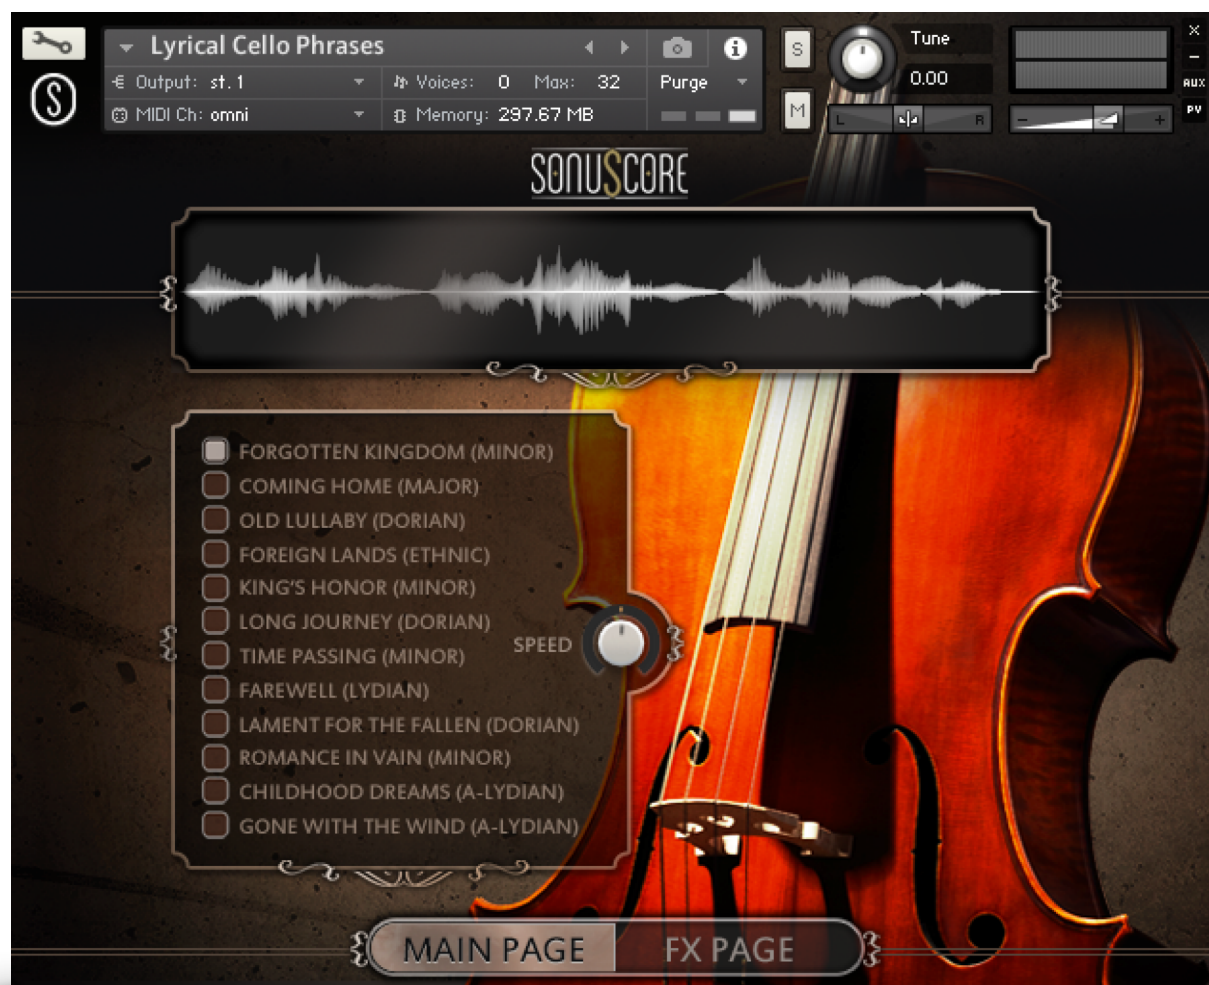 Lyrical Cello Phrases
Output: st.1
Voices: 0 Max: 32
Purge
MIDI Ch: omni
Memory: 297.67 MB
S
M
Tune
0.00
L R
- +
X
-
AUX
PV
S
SONUSCORE
FORGOTTEN KINGDOM (MINOR)
COMING HOME (MAJOR)
OLD LULLABY (DORIAN)
FOREIGN LANDS (ETHNIC)
KING'S HONOR (MINOR)
LONG JOURNEY (DORIAN)
TIME PASSING (MINOR)
FAREWELL (LYDIAN)
LAMENT FOR THE FALLEN (DORIAN)
ROMANCE IN VAIN (MINOR)
CHILDHOOD DREAMS (A-LYDIAN)
GONE WITH THE WIND (A-LYDIAN)
SPEED
MAIN PAGE FX PAGE